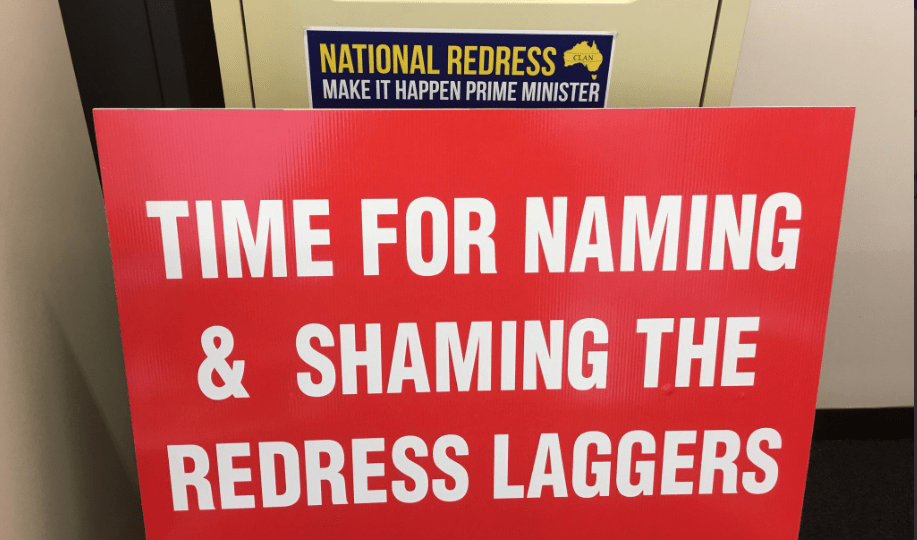 NATIONAL REDRESS
CLAN
MAKE IT HAPPEN PRIME MINISTER
TIME FOR NAMING
& SHAMING THE
REDRESS LAGGERS